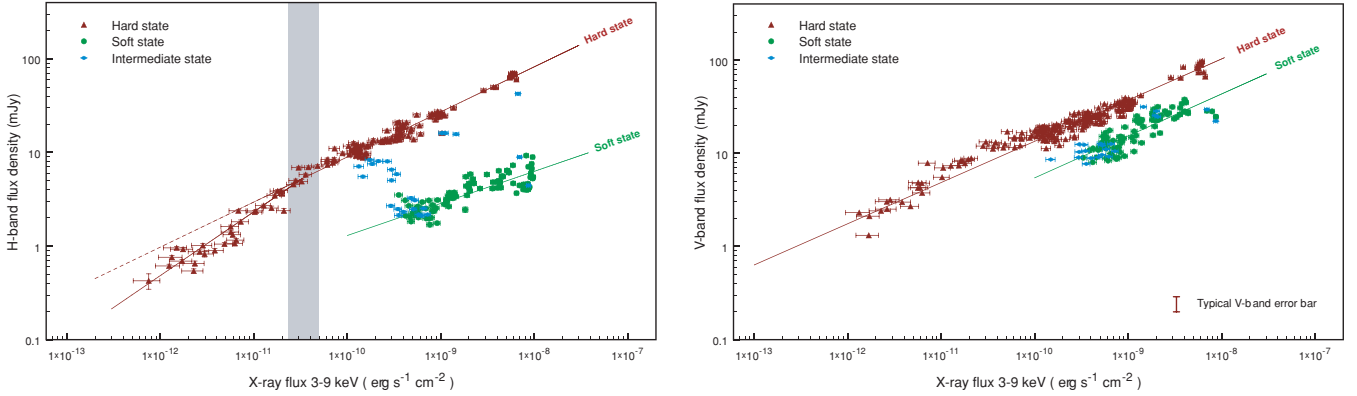 Hard state
Soft state
Intermediate state
Hard state
Soft state
100
10
1
0.1
H-band flux density (mJy)
1×10-13
1×10-12
1×10-11
1×10-10
1×10-9
1×10-8
1×10-7
X-ray flux 3-9 keV ( erg s-1 cm-2 )
Hard state
Soft state
Intermediate state
Hard state
Soft state
100
10
1
0.1
V-band flux density (mJy)
Typical V-band error bar
1×10-13
1×10-12
1×10-11
1×10-10
1×10-9
1×10-8
1×10-7
X-ray flux 3-9 keV ( erg s-1 cm-2 )